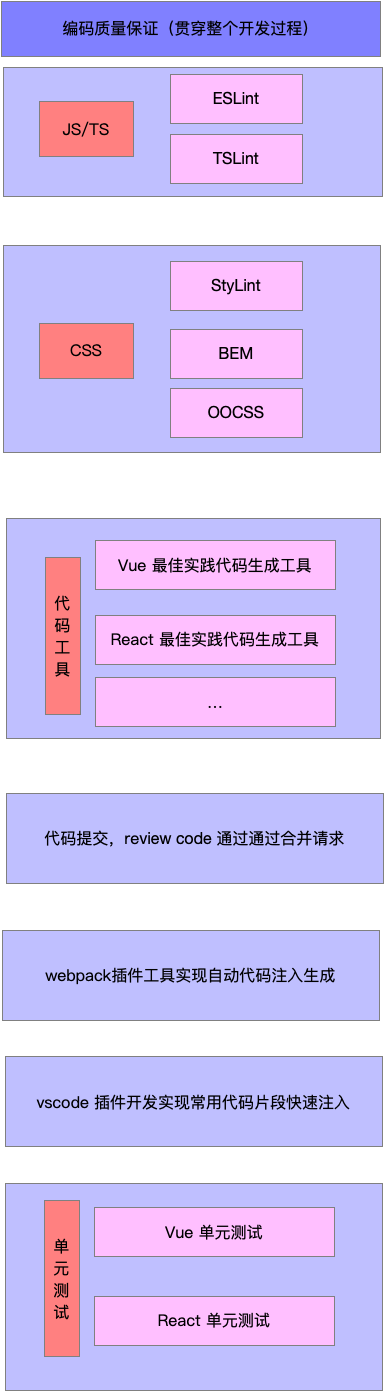 编码质量保证（贯穿整个开发过程）
JS/TS
ESLint
TSLint
CSS
StyLint
BEM
OOCSS
代码工具
Vue 最佳实践代码生成工具
React 最佳实践代码生成工具
...
代码提交，review code 通过通过合并请求
webpack插件工具实现自动代码注入生成
vscode 插件开发实现常用代码片段快速注入
单元测试
Vue 单元测试
React 单元测试